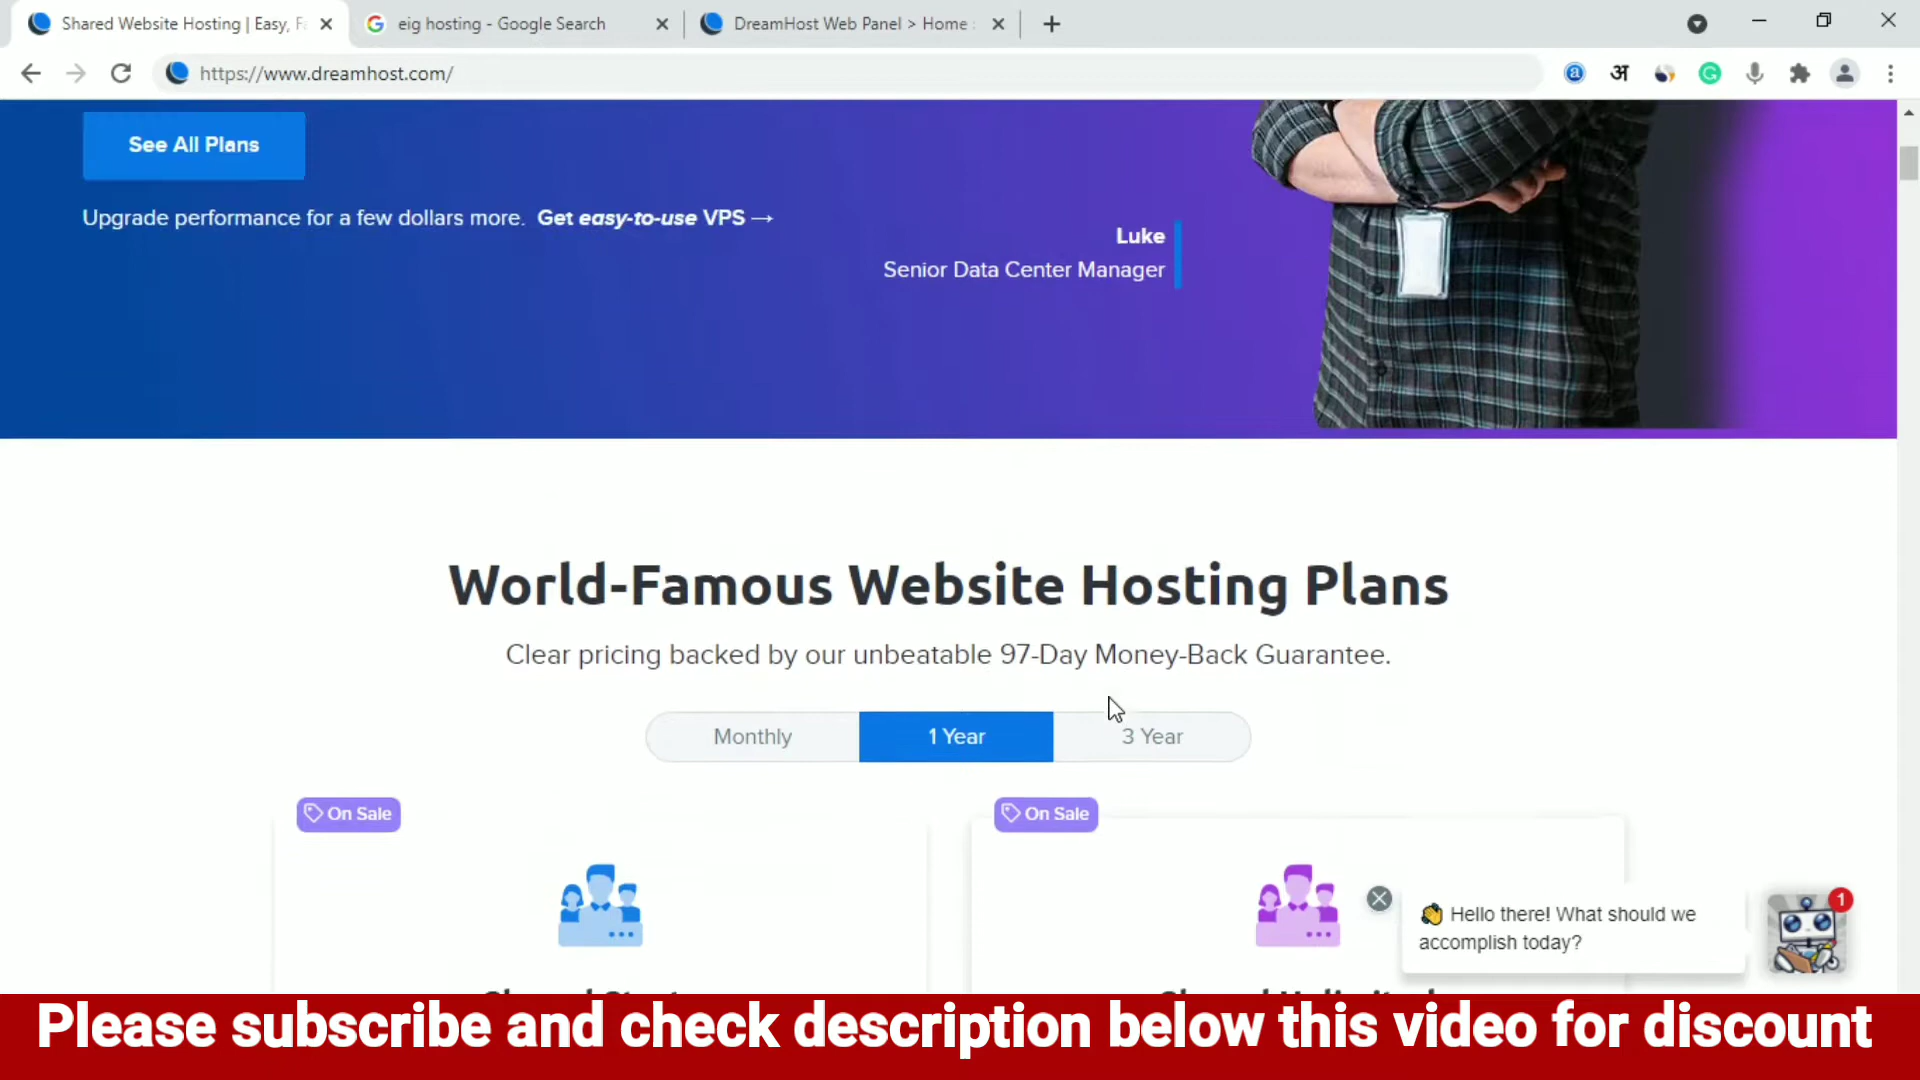 Shared Website Hosting | Easy, F
eig hosting - Google Search
DreamHost Web Panel > Home
https://www.dreamhost.com/
अ
See All Plans
Upgrade performance for a few dollars more. Get easy-to-use VPS →
Luke
Senior Data Center Manager
World-Famous Website Hosting Plans
Clear pricing backed by our unbeatable 97-Day Money-Back Guarantee.
Monthly
1 Year
3 Year
On Sale
On Sale
1
👋 Hello there! What should we
accomplish today?
Please subscribe and check description below this video for discount